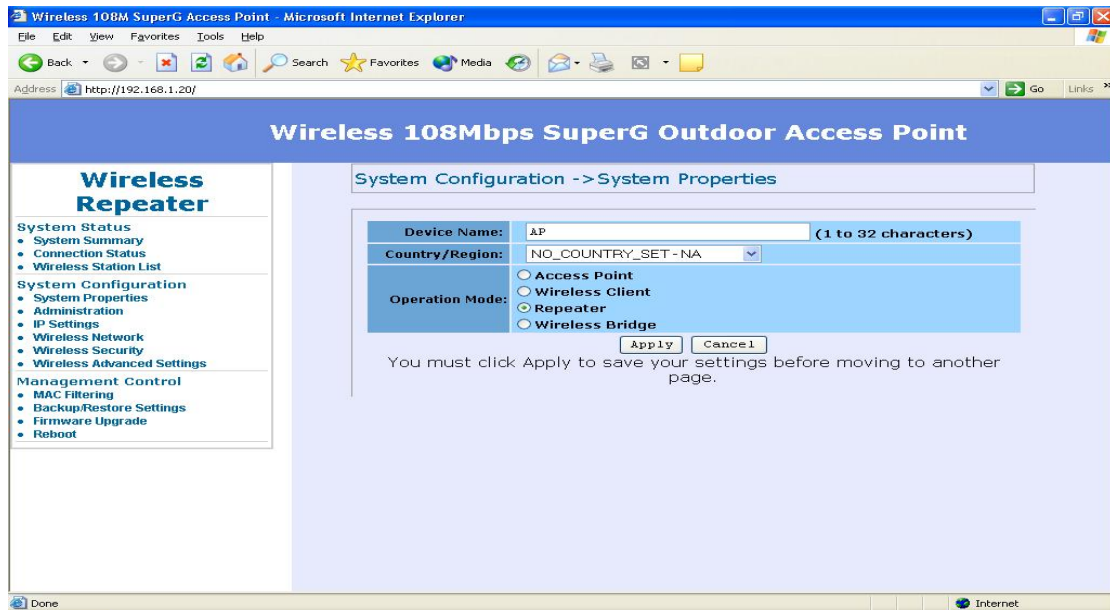 Wireless 108M SuperG Access Point - Microsoft Internet Explorer
File Edit View Favorites Tools Help
Back Search Favorites Media
Address http://192.168.1.20/ Go Links »
Wireless 108Mbps SuperG Outdoor Access Point
Wireless
Repeater
System Status
System Summary
Connection Status
Wireless Station List
System Configuration
System Properties
Administration
IP Settings
Wireless Network
Wireless Security
Wireless Advanced Settings
Management Control
MAC Filtering
Backup/Restore Settings
Firmware Upgrade
Reboot
System Configuration ->System Properties
Device Name: AP (1 to 32 characters)
Country/Region: NO_COUNTRY_SET-NA
Operation Mode:
Access Point
Wireless Client
Repeater
Wireless Bridge
Apply Cancel
You must click Apply to save your settings before moving to another
page.
Done Internet